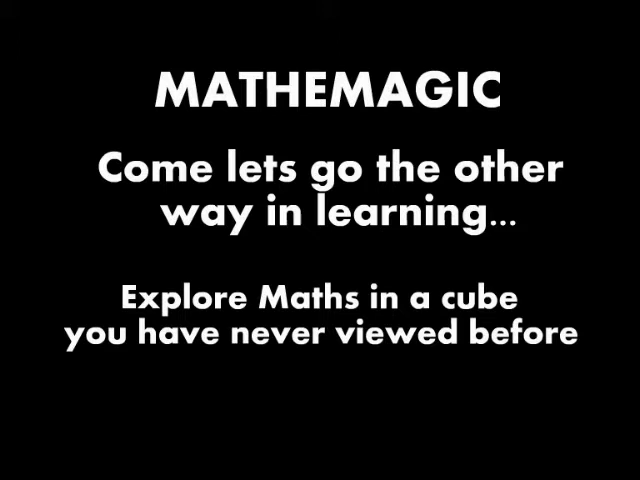 MATHEMAGIC
Come lets go the other
way in learning...
Explore Maths in a cube
you have never viewed before